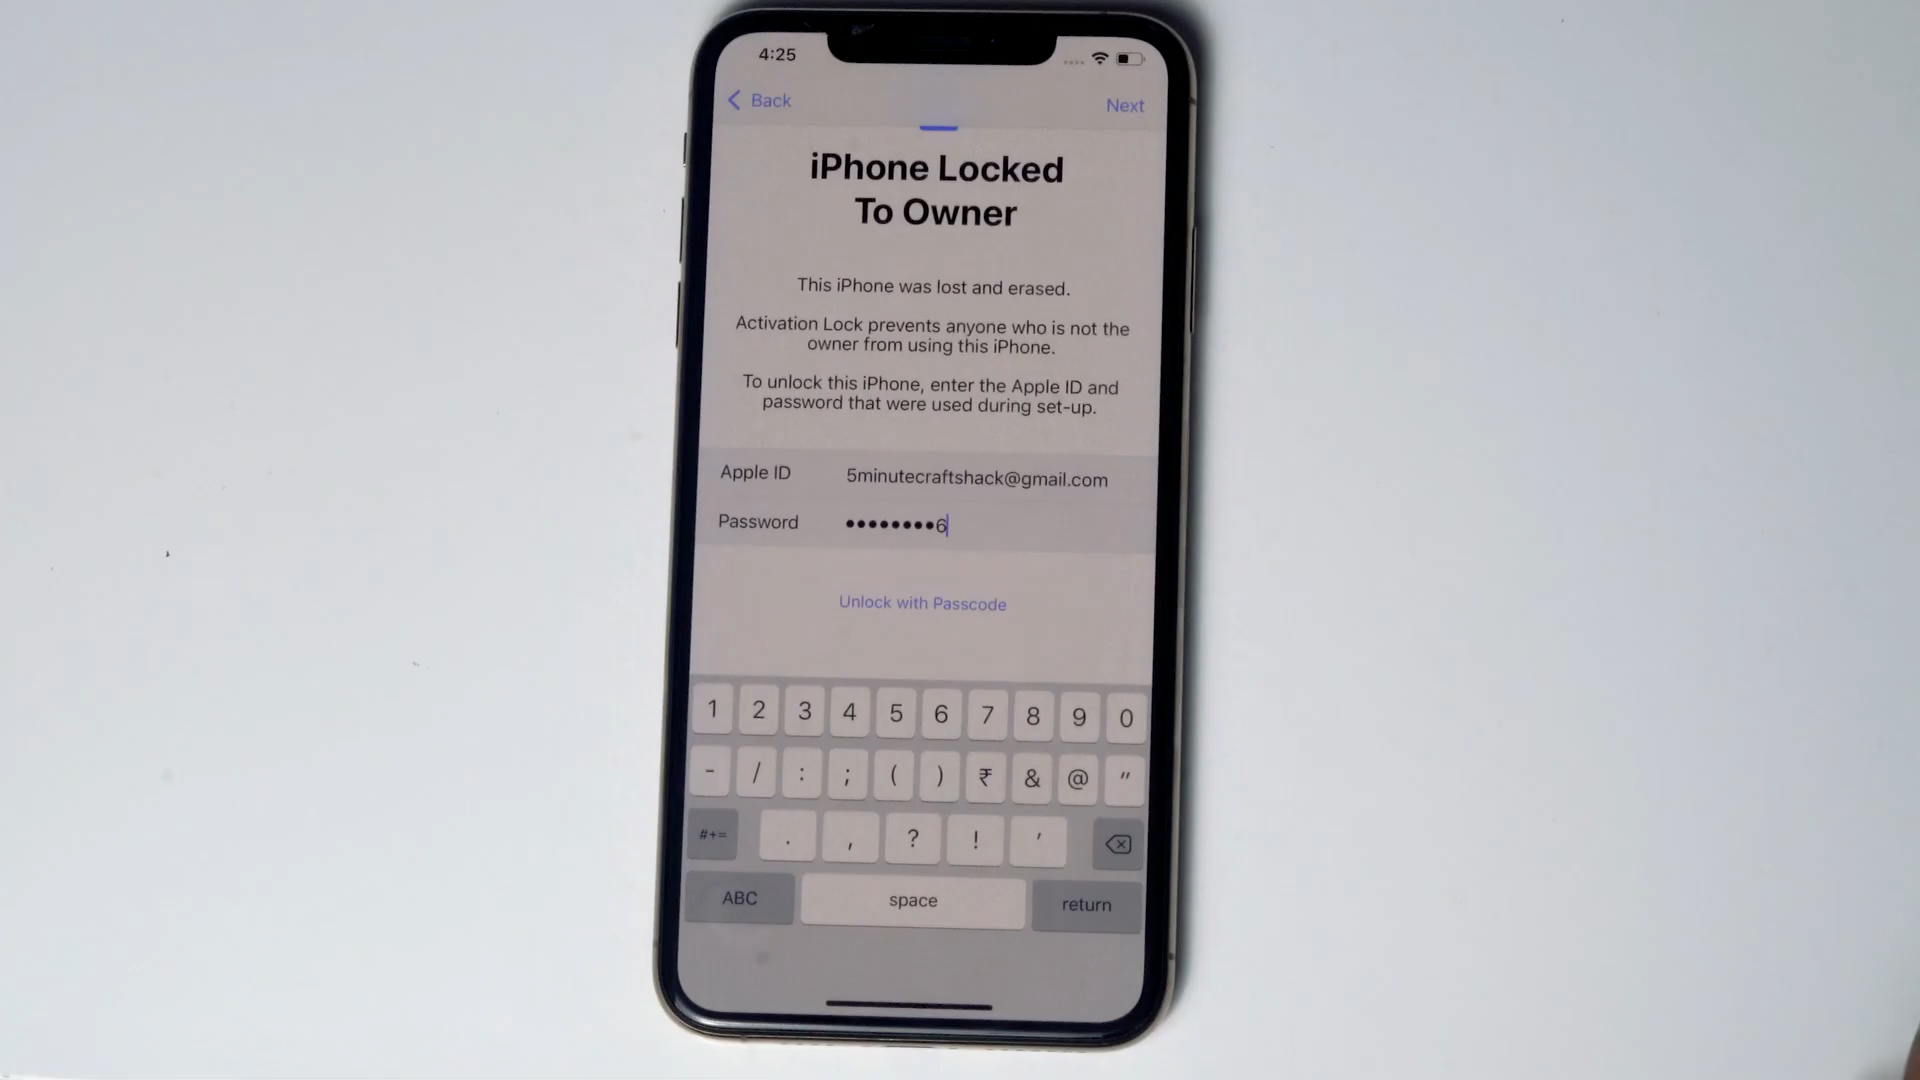 4:25
Back
Next
iPhone Locked
To Owner
This iPhone was lost and erased.
Activation Lock prevents anyone who is not the
owner from using this iPhone.
To unlock this iPhone, enter the Apple ID and
password that were used during set-up.
Apple ID 5minutecraftshack@gmail.com
Password ••••••••6
Unlock with Passcode
1 2 3 4 5 6 7 8 9 0
- / : ; ( ) ₹ & @ "
#+= . , ? ! '
ABC space return